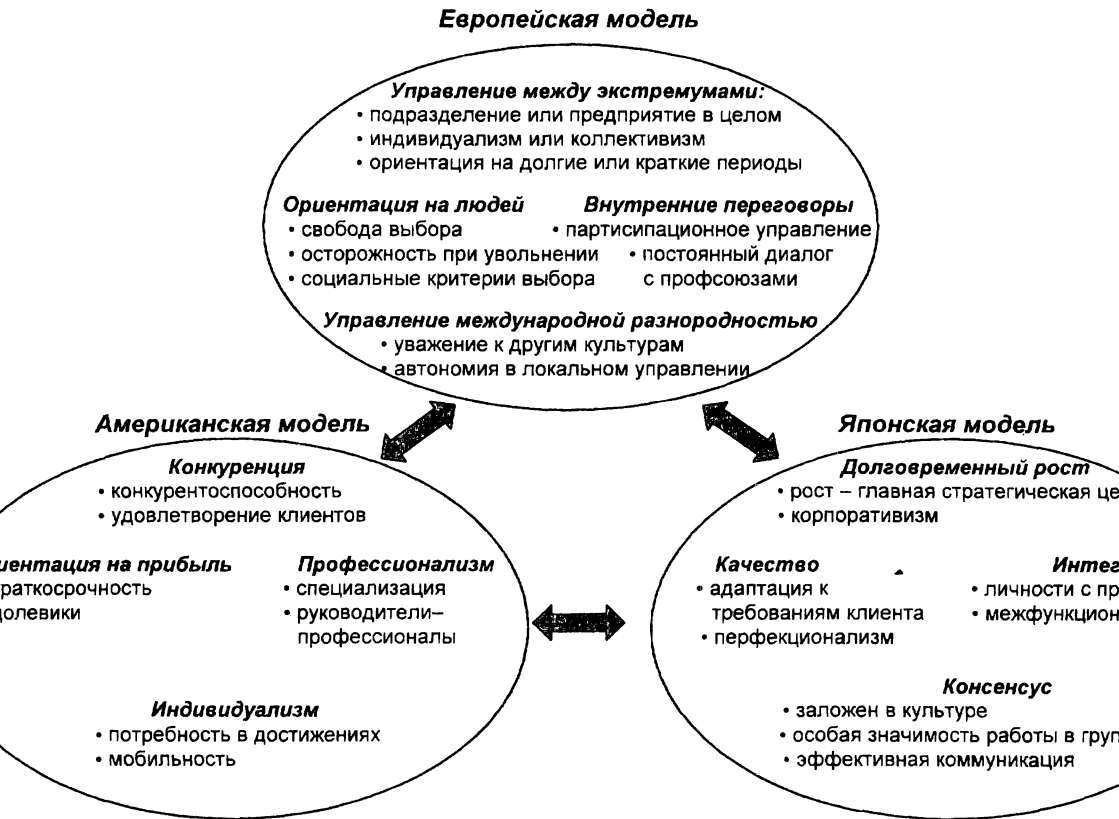 Европейская модель
Управление между экстремумами:
• подразделение или предприятие в целом
• индивидуализм или коллективизм
• ориентация на долгие или краткие периоды
Ориентация на людей
• свобода выбора
• осторожность при увольнении
• социальные критерии выбора
Внутренние переговоры
• партисипационное управление
• постоянный диалог
с профсоюзами
Управление международной разнородностью
• уважение к другим культурам
• автономия в локальном управлении
Американская модель
Конкуренция
• конкурентоспособность
• удовлетворение клиентов
на прибыль
Профессионализм
• специализация
• руководители–
профессионалы
Индивидуализм
• потребность в достижениях
• мобильность
Японская модель
Долговременный рост
• рост – главная стратегическая
• корпоративизм
Качество
• адаптация к
требованиям клиента
• перфекционализм
• личности с
Консенсус
• заложен в культуре
• особая значимость работы в
• эффективная коммуникация